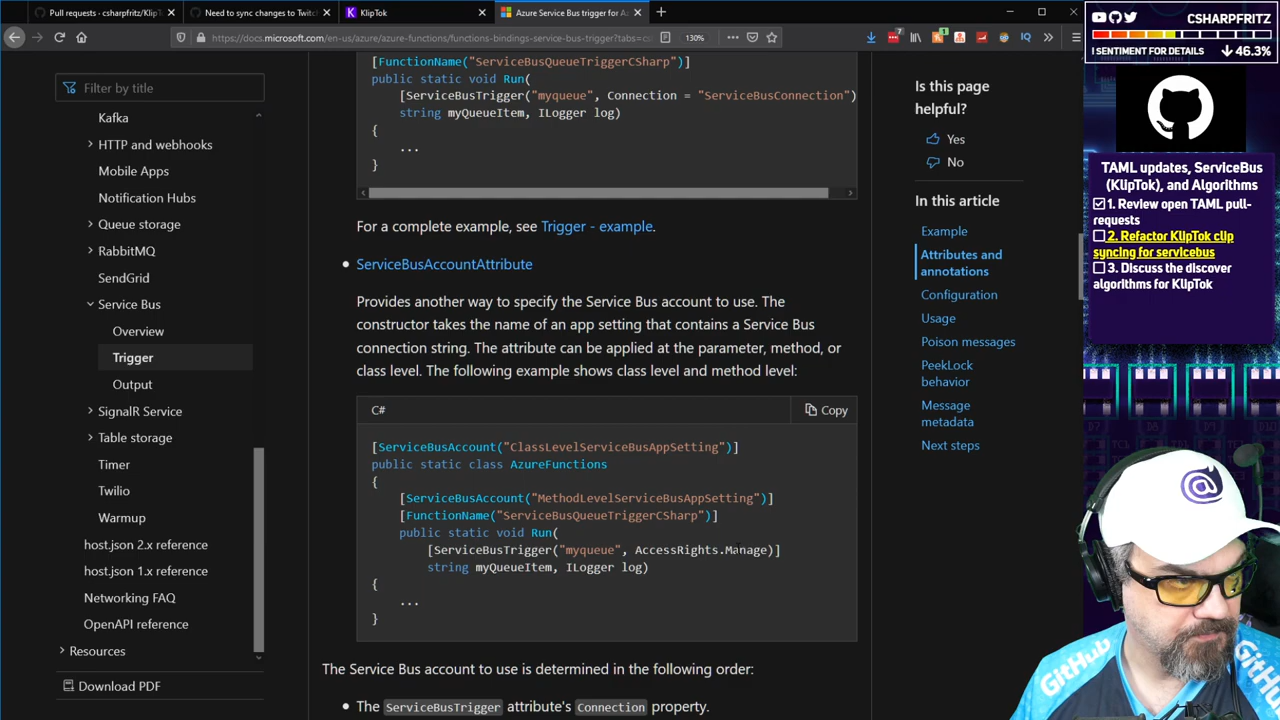 Pull requests · csharpfritz/Klip
Need to sync changes to Twitch
KlipTok
Azure Service Bus trigger for Az
https://docs.microsoft.com/en-us/azure/azure-functions/functions-bindings-service-bus-trigger?tabs=c
130%
IQ
Filter by title
Kafka
HTTP and webhooks
Mobile Apps
Notification Hubs
Queue storage
RabbitMQ
SendGrid
Service Bus
Overview
Trigger
Output
SignalR Service
Table storage
Timer
Twilio
Warmup
host.json 2.x reference
host.json 1.x reference
Networking FAQ
OpenAPI reference
Resources
Download PDF
[FunctionName("ServiceBusQueueTriggerCSharp")]
public static void Run(
[ServiceBusTrigger("myqueue", Connection = "ServiceBusConnection")
string myQueueItem, ILogger log)
{
...
}
For a complete example, see Trigger - example.
ServiceBusAccountAttribute
Provides another way to specify the Service Bus account to use. The
constructor takes the name of an app setting that contains a Service Bus
connection string. The attribute can be applied at the parameter, method, or
class level. The following example shows class level and method level:
C#
Copy
[ServiceBusAccount("ClassLevelServiceBusAppSetting")]
public static class AzureFunctions
{
[ServiceBusAccount("MethodLevelServiceBusAppSetting")]
[FunctionName("ServiceBusQueueTriggerCSharp")]
public static void Run(
[ServiceBusTrigger("myqueue", AccessRights.Manage)]
string myQueueItem, ILogger log)
{
...
}
The Service Bus account to use is determined in the following order:
The ServiceBusTrigger attribute's Connection property.
Is this page
helpful?
Yes
No
In this article
Example
Attributes and
annotations
Configuration
Usage
Poison messages
PeekLock
behavior
Message
metadata
Next steps
CSHARPFRITZ
! SENTIMENT FOR DETAILS
46.3%
TAML updates, ServiceBus
(KlipTok), and Algorithms
1. Review open TAML pull-
requests
2. Refactor KlipTok clip
syncing for servicebus
3. Discuss the discover
algorithms for KlipTok
GitHub